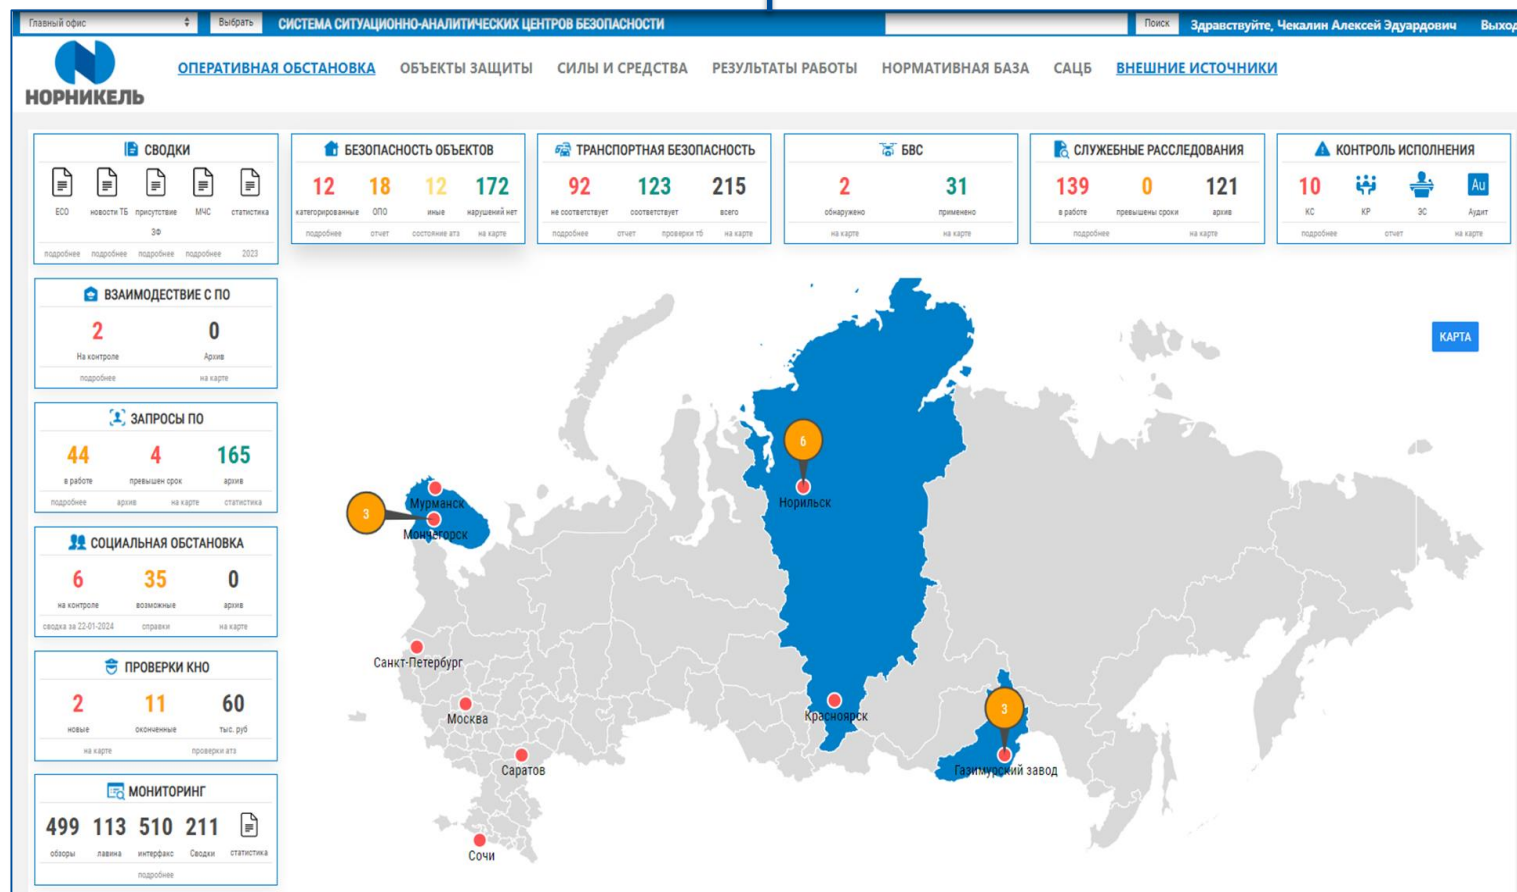 Главный офис Выбрать СИСТЕМА СИТУАЦИОННО-АНАЛИТИЧЕСКИХ ЦЕНТРОВ БЕЗОПАСНОСТИ Поиск Здравствуйте, Чекалин Алексей Эдуардович Выход
НОРНИКЕЛЬ
ОПЕРАТИВНАЯ ОБСТАНОВКА ОБЪЕКТЫ ЗАЩИТЫ СИЛЫ И СРЕДСТВА РЕЗУЛЬТАТЫ РАБОТЫ НОРМАТИВНАЯ БАЗА САЦБ ВНЕШНИЕ ИСТОЧНИКИ
СВОДКИ
ЕСО новости ТБ присутствие МЧС статистика
ЗФ
подробнее подробнее подробнее подробнее 2023
БЕЗОПАСНОСТЬ ОБЪЕКТОВ
12 18 12 172
категорированные ОПО иные нарушений нет
подробнее отчет состояние атз на карте
ТРАНСПОРТНАЯ БЕЗОПАСНОСТЬ
92 123 215
не соответствует соответствует всего
подробнее отчет проверки тб на карте
БВС
2 31
обнаружено применено
на карте на карте
СЛУЖЕБНЫЕ РАССЛЕДОВАНИЯ
139 0 121
в работе превышены сроки архив
подробнее на карте
КОНТРОЛЬ ИСПОЛНЕНИЯ
10 Au
КС КР ЭС Аудит
подробнее отчет на карте
ВЗАИМОДЕСТВИЕ С ПО
2 0
На контроле Архив
подробнее на карте
ЗАПРОСЫ ПО
44 4 165
в работе превышен срок архив
подробнее архив на карте статистика
СОЦИАЛЬНАЯ ОБСТАНОВКА
6 35 0
на контроле возможные архив
сводка за 22-01-2024 справки на карте
ПРОВЕРКИ КНО
2 11 60
новые оконченные тыс. руб
на карте проверки атз
МОНИТОРИНГ
499 113 510 211
обзоры лавина интерфакс Сводки статистика
подробнее
КАРТА
6
Норильск
Мурманск
3
Мончегорск
Санкт-Петербург
Москва
Красноярск
3
Саратов
Газимурский завод
Сочи